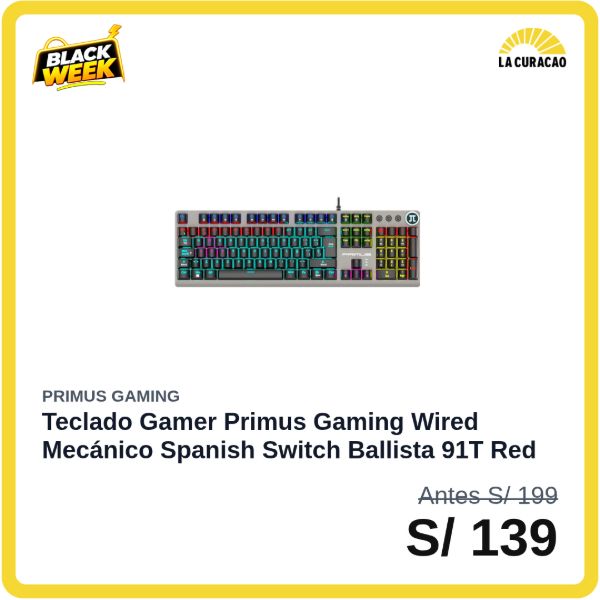 BLACK
WEEK
LA CURACAO
PRIMUS
PRIMUS GAMING
Teclado Gamer Primus Gaming Wired
Mecánico Spanish Switch Ballista 91T Red
Antes S/ 199
S/ 139